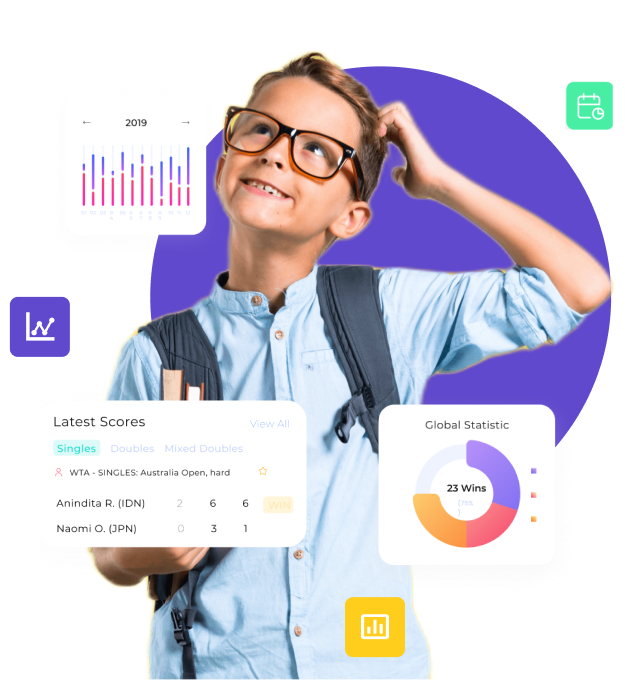 2019
Latest Scores
View All
Singles Doubles Mixed Doubles
WTA - SINGLES: Australia Open, hard
Anindita R. (IDN) 2 6 6 WIN
Naomi O. (JPN) 0 3 1
Global Statistic
23 Wins